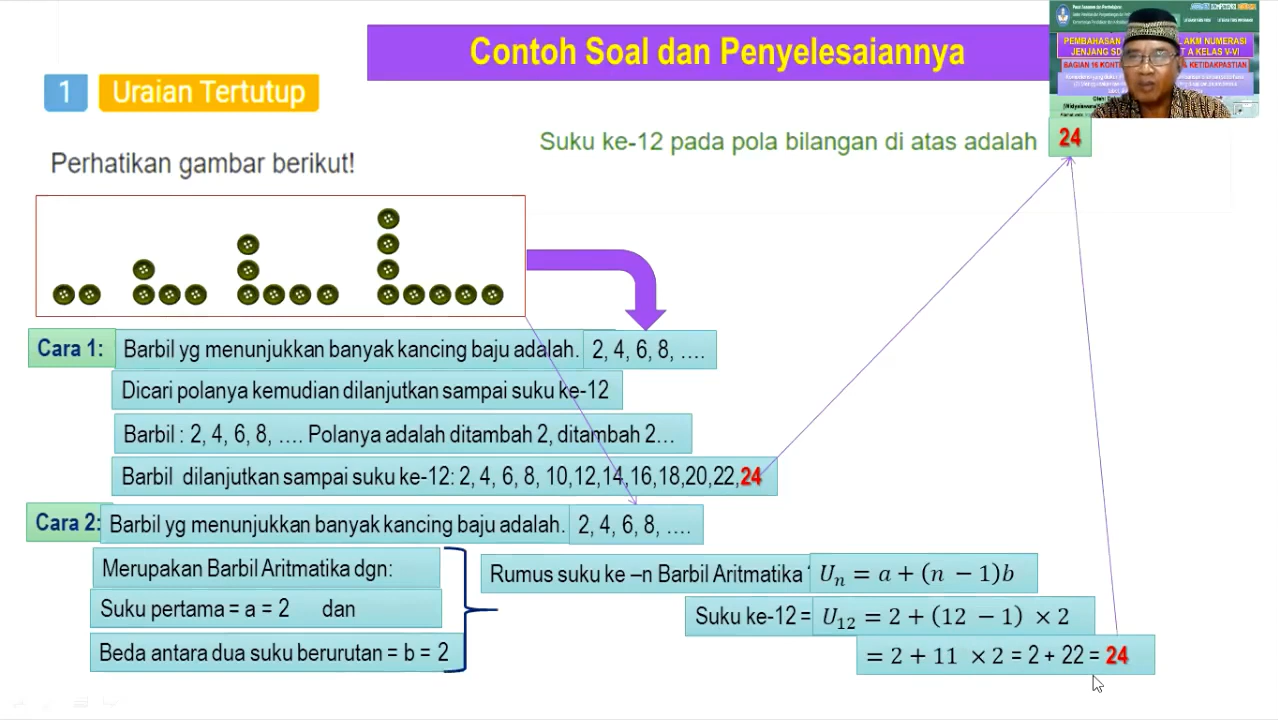 Contoh Soal dan Penyelesaiannya
1 Uraian Tertutup
Suku ke-12 pada pola bilangan di atas adalah 24
Perhatikan gambar berikut!
Cara 1: Barbil yg menunjukkan banyak kancing baju adalah. 2, 4, 6, 8, ....
Dicari polanya kemudian dilanjutkan sampai suku ke-12
Barbil : 2, 4, 6, 8, .... Polanya adalah ditambah 2, ditambah 2...
Barbil dilanjutkan sampai suku ke-12: 2, 4, 6, 8, 10,12,14,16,18,20,22,24
Cara 2: Barbil yg menunjukkan banyak kancing baju adalah. 2, 4, 6, 8, ....
Merupakan Barbil Aritmatika dgn:
Suku pertama = a = 2 dan
Beda antara dua suku berurutan = b = 2
Rumus suku ke –n Barbil Aritmatika Uₙ = a + (n − 1)b
Suku ke-12 = U₁₂ = 2 + (12 − 1) × 2
= 2 + 11 × 2 = 2 + 22 = 24
PEMBAHASAN AKM NUMERASI
JENJANG SD A KELAS V-VI
BAGIAN 16 KETIDAKPASTIAN